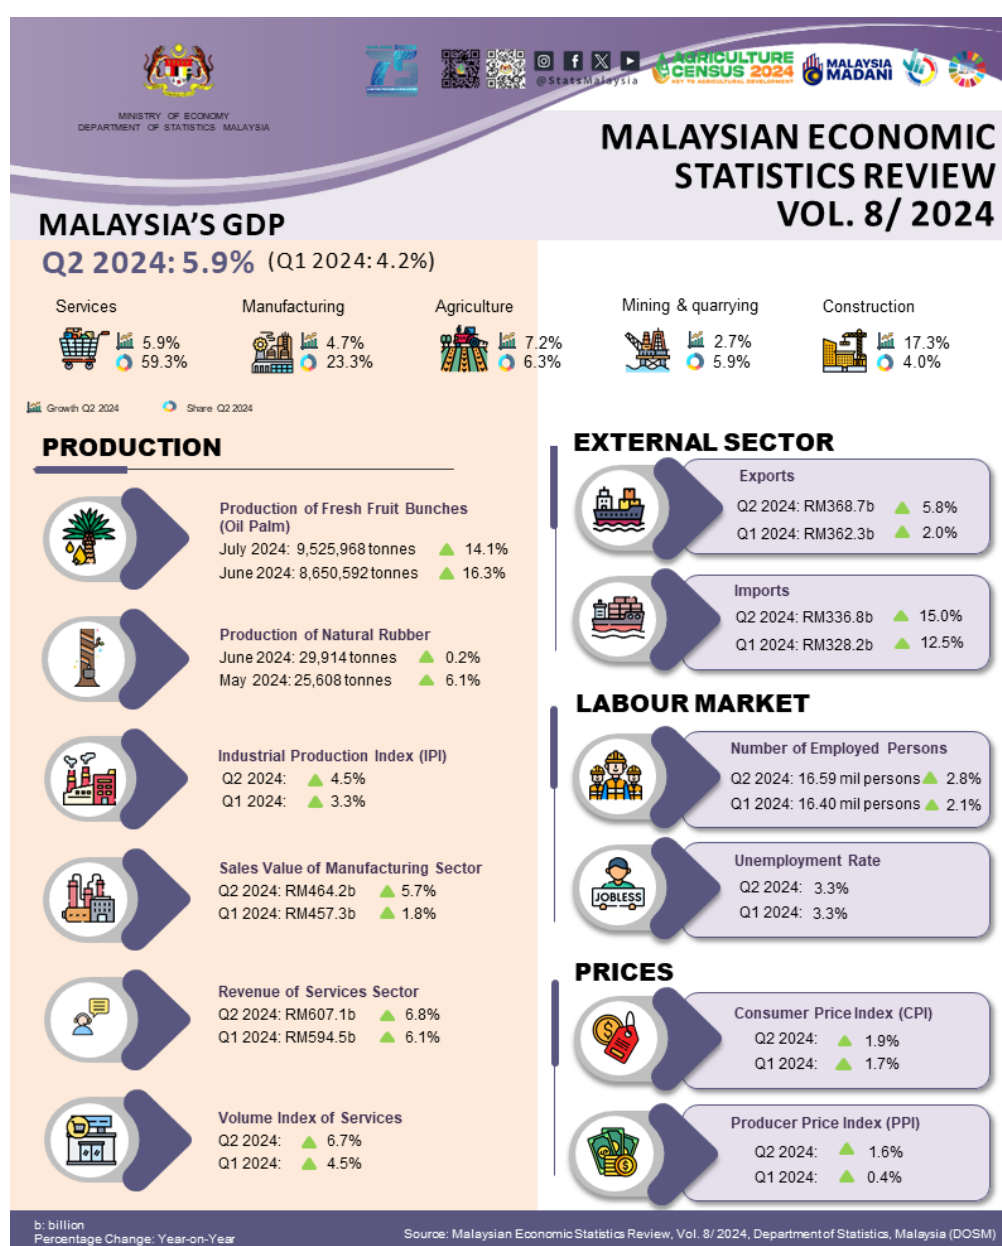 MINISTRY OF ECONOMY
DEPARTMENT OF STATISTICS MALAYSIA
75
@StatsMalaysia
AGRICULTURE
CENSUS 2024
KEY TO AGRICULTURAL DEVELOPMENT
MALAYSIA
MADANI
MALAYSIAN ECONOMIC
STATISTICS REVIEW
VOL. 8/ 2024
MALAYSIA'S GDP
Q2 2024: 5.9% (Q1 2024: 4.2%)
Services
5.9%
59.3%
Manufacturing
4.7%
23.3%
Agriculture
7.2%
6.3%
Mining & quarrying
2.7%
5.9%
Construction
17.3%
4.0%
Growth Q2 2024
Share Q2 2024
PRODUCTION
Production of Fresh Fruit Bunches
(Oil Palm)
July 2024: 9,525,968 tonnes 14.1%
June 2024: 8,650,592 tonnes 16.3%
Production of Natural Rubber
June 2024: 29,914 tonnes 0.2%
May 2024: 25,608 tonnes 6.1%
Industrial Production Index (IPI)
Q2 2024: 4.5%
Q1 2024: 3.3%
Sales Value of Manufacturing Sector
Q2 2024: RM464.2b 5.7%
Q1 2024: RM457.3b 1.8%
Revenue of Services Sector
Q2 2024: RM607.1b 6.8%
Q1 2024: RM594.5b 6.1%
Volume Index of Services
Q2 2024: 6.7%
Q1 2024: 4.5%
EXTERNAL SECTOR
Exports
Q2 2024: RM368.7b 5.8%
Q1 2024: RM362.3b 2.0%
Imports
Q2 2024: RM336.8b 15.0%
Q1 2024: RM328.2b 12.5%
LABOUR MARKET
Number of Employed Persons
Q2 2024: 16.59 mil persons 2.8%
Q1 2024: 16.40 mil persons 2.1%
JOBLESS
Unemployment Rate
Q2 2024: 3.3%
Q1 2024: 3.3%
PRICES
Consumer Price Index (CPI)
Q2 2024: 1.9%
Q1 2024: 1.7%
Producer Price Index (PPI)
Q2 2024: 1.6%
Q1 2024: 0.4%
b: billion
Percentage Change: Year-on-Year
Source: Malaysian Economic Statistics Review, Vol. 8/ 2024, Department of Statistics, Malaysia (DOSM)